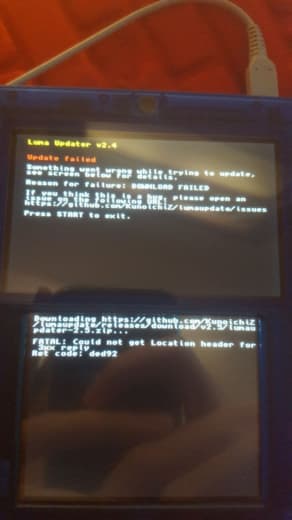 Luma Updater v2.4
Update failed
Something went wrong while trying to update,
see screen below for details.
Reason for failure: DOWNLOAD FAILED
If you think this is a bug, please open an
issue on the following URL:
https://github.com/KunoichiZ/lumaupdate/issues
Press START to exit.
Downloading https://github.com/KunoichiZ
/lumaupdate/releases/download/v2.5/lumau
pdater-2.5.zip...
FATAL: Could not get Location header for
3xx reply
Ret code: ded92